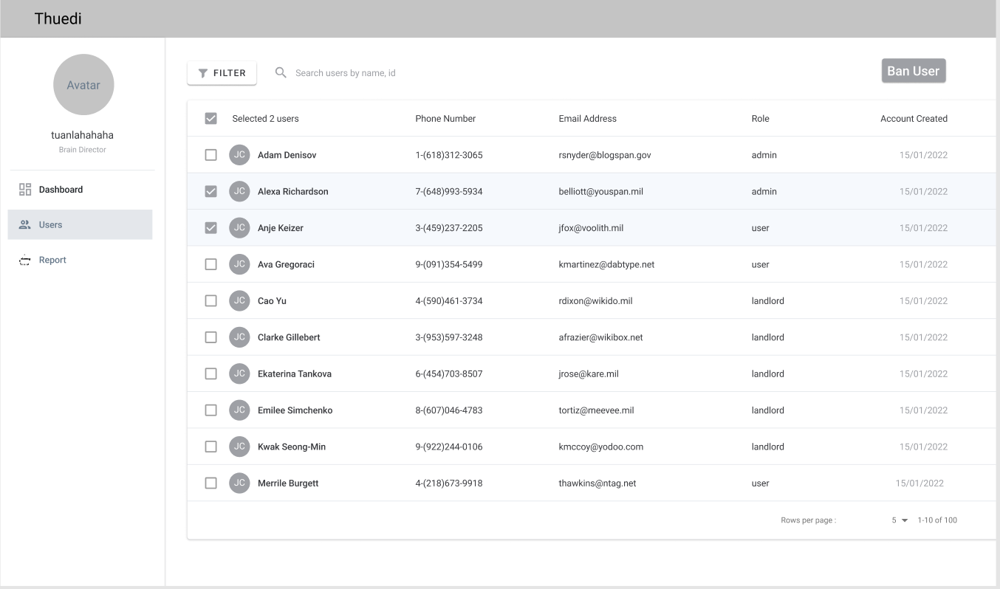 Thuedi
Avatar
tuanlahahaha
Brain Director
Dashboard
Users
Report
FILTER
Search users by name, id
Ban User
Selected 2 users Phone Number Email Address Role Account Created
JC Adam Denisov 1-(618)312-3065 rsnyder@blogspan.gov admin 15/01/2022
JC Alexa Richardson 7-(648)993-5934 belliott@youspan.mil admin 15/01/2022
JC Anje Keizer 3-(459)237-2205 jfox@voolith.mil user 15/01/2022
JC Ava Gregoraci 9-(091)354-5499 kmartinez@dabtype.net user 15/01/2022
JC Cao Yu 4-(590)461-3734 rdixon@wikido.mil landlord 15/01/2022
JC Clarke Gillebert 3-(953)597-3248 afrazier@wikibox.net landlord 15/01/2022
JC Ekaterina Tankova 6-(454)703-8507 jrose@kare.mil landlord 15/01/2022
JC Emilee Simchenko 8-(607)046-4783 tortiz@meevee.mil landlord 15/01/2022
JC Kwak Seong-Min 9-(922)244-0106 kmccoy@yodoo.com landlord 15/01/2022
JC Merrile Burgett 4-(218)673-9918 thawkins@ntag.net user 15/01/2022
Rows per page : 5 1-10 of 100